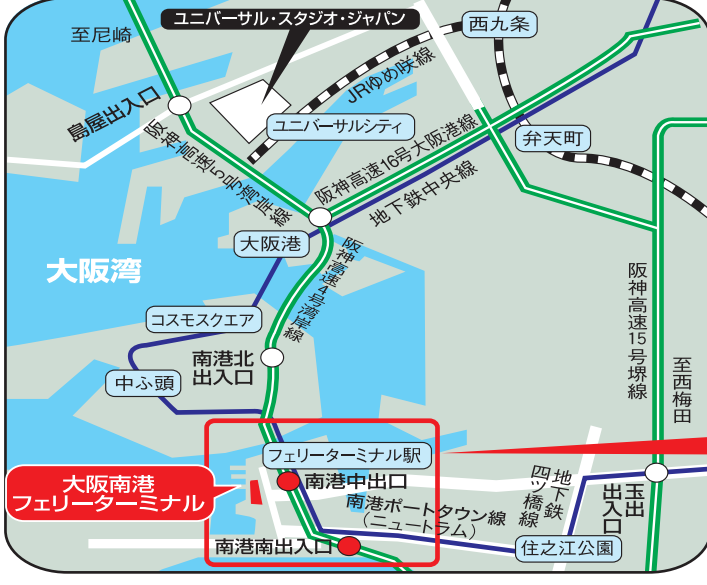 ユニバーサル・スタジオ・ジャパン
至尼崎
西九条
JRゆめ咲線
島屋出入口
ユニバーサルシティ
弁天町
阪神高速5号湾岸線
阪神高速16号大阪港線
地下鉄中央線
大阪港
大阪湾
阪神高速4号湾岸線
阪神高速15号堺線
コスモスクエア
南港北
出入口
至西梅田
中ふ頭
フェリーターミナル駅
大阪南港
フェリーターミナル
南港中出口
地下鉄
四ツ橋線
玉出
出入口
南港ポートタウン線
(ニュートラム)
南港南出入口
住之江公園